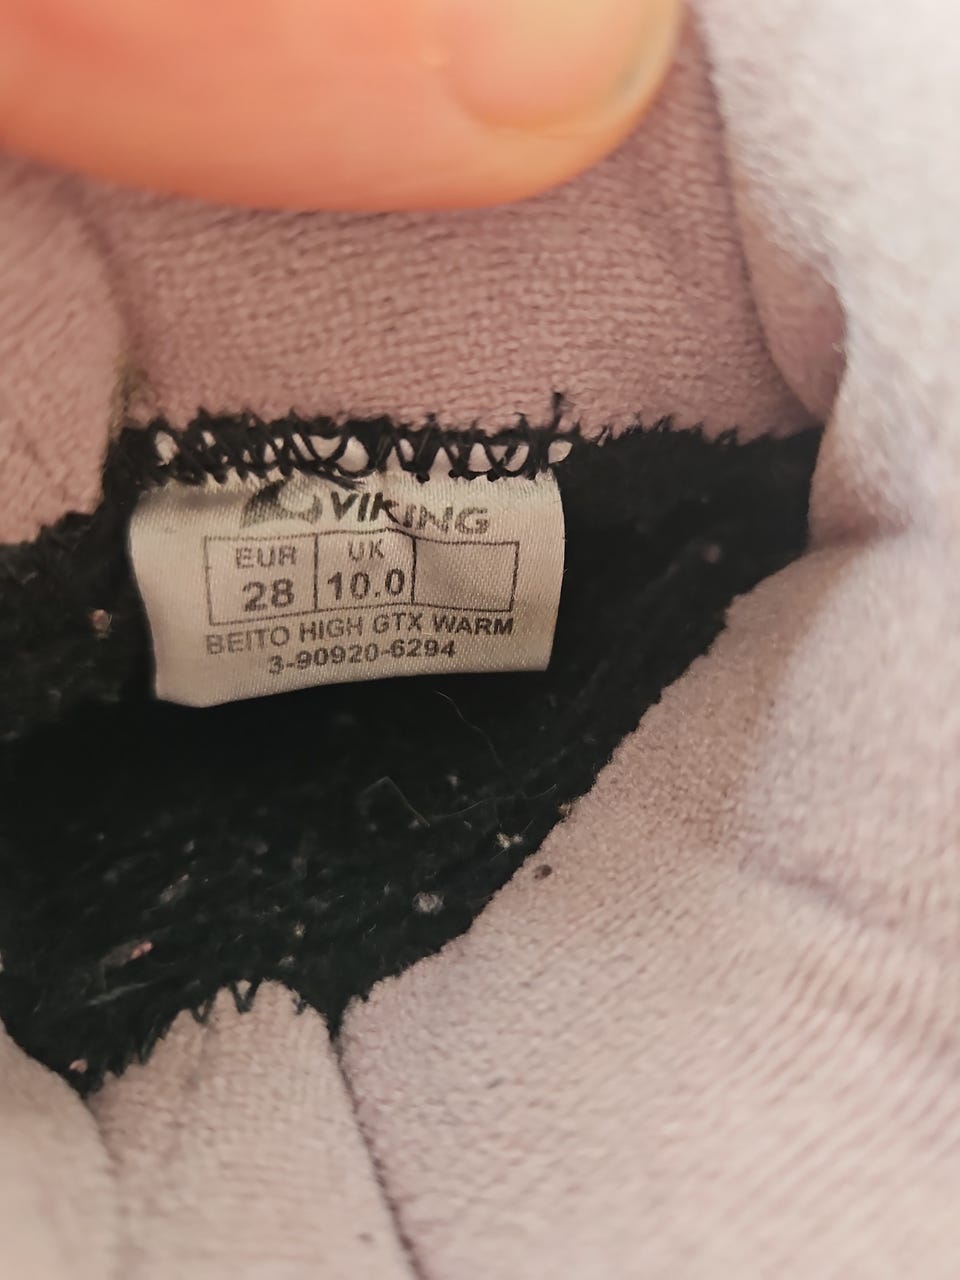 VIKING
EUR UK
28 10.0
BEITO HIGH GTX WARM
3-90920-6294